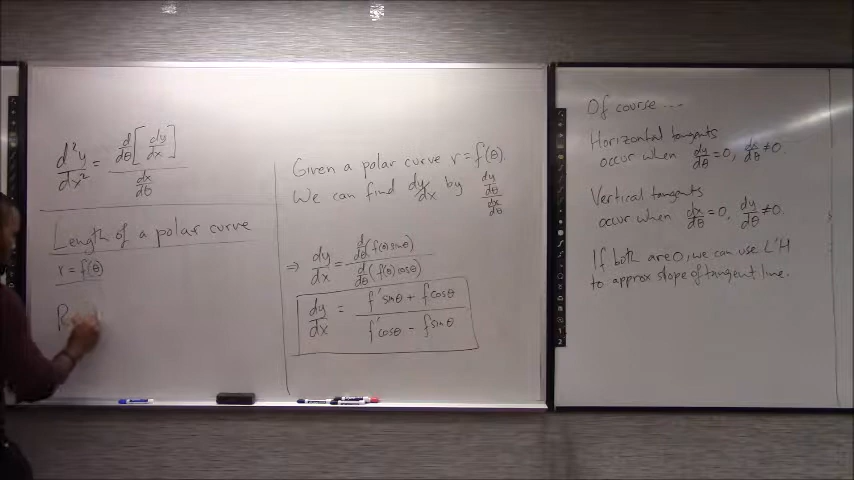 d²y/dx² = d/dθ[dy/dx] / dx/dθ
Length of a polar curve
r = f(θ)
R
Given a polar curve r = f(θ).
We can find dy/dx by dy/dθ / dx/dθ
⇒ dy/dx = d/dθ(f(θ)sinθ) / d/dθ(f(θ)cosθ)
dy/dx = f'sinθ + fcosθ / f'cosθ - fsinθ
Of course ....
Horizontal tangents
occur when dy/dθ = 0, dx/dθ ≠ 0.
Vertical tangents
occur when dx/dθ = 0, dy/dθ ≠ 0.
If both are 0, we can use L'H
to approx slope of tangent line.